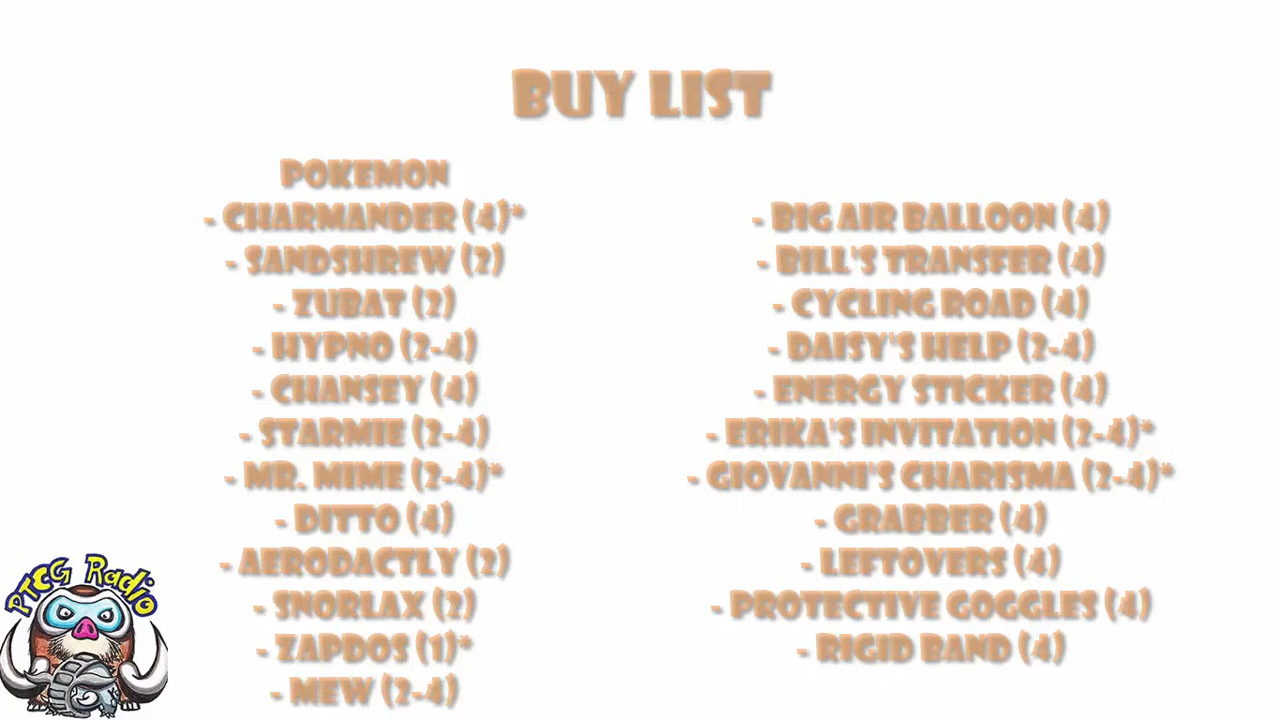 BUY LIST
POKEMON
- CHARMANDER (4)*
- SANDSHREW (2)
- ZUBAT (2)
- HYPNO (2-4)
- CHANSEY (4)
- STARMIE (2-4)
- MR. MIME (2-4)*
- DITTO (4)
- AERODACTLY (2)
- SNORLAX (2)
- ZAPDOS (1)*
- MEW (2-4)
- BIG AIR BALLOON (4)
- BILL'S TRANSFER (4)
- CYCLING ROAD (4)
- DAISY'S HELP (2-4)
- ENERGY STICKER (4)
- ERIKA'S INVITATION (2-4)*
- GIOVANNI'S CHARISMA (2-4)*
- GRABBER (4)
- LEFTOVERS (4)
- PROTECTIVE GOGGLES (4)
- RIGID BAND (4)
PTCG Radio